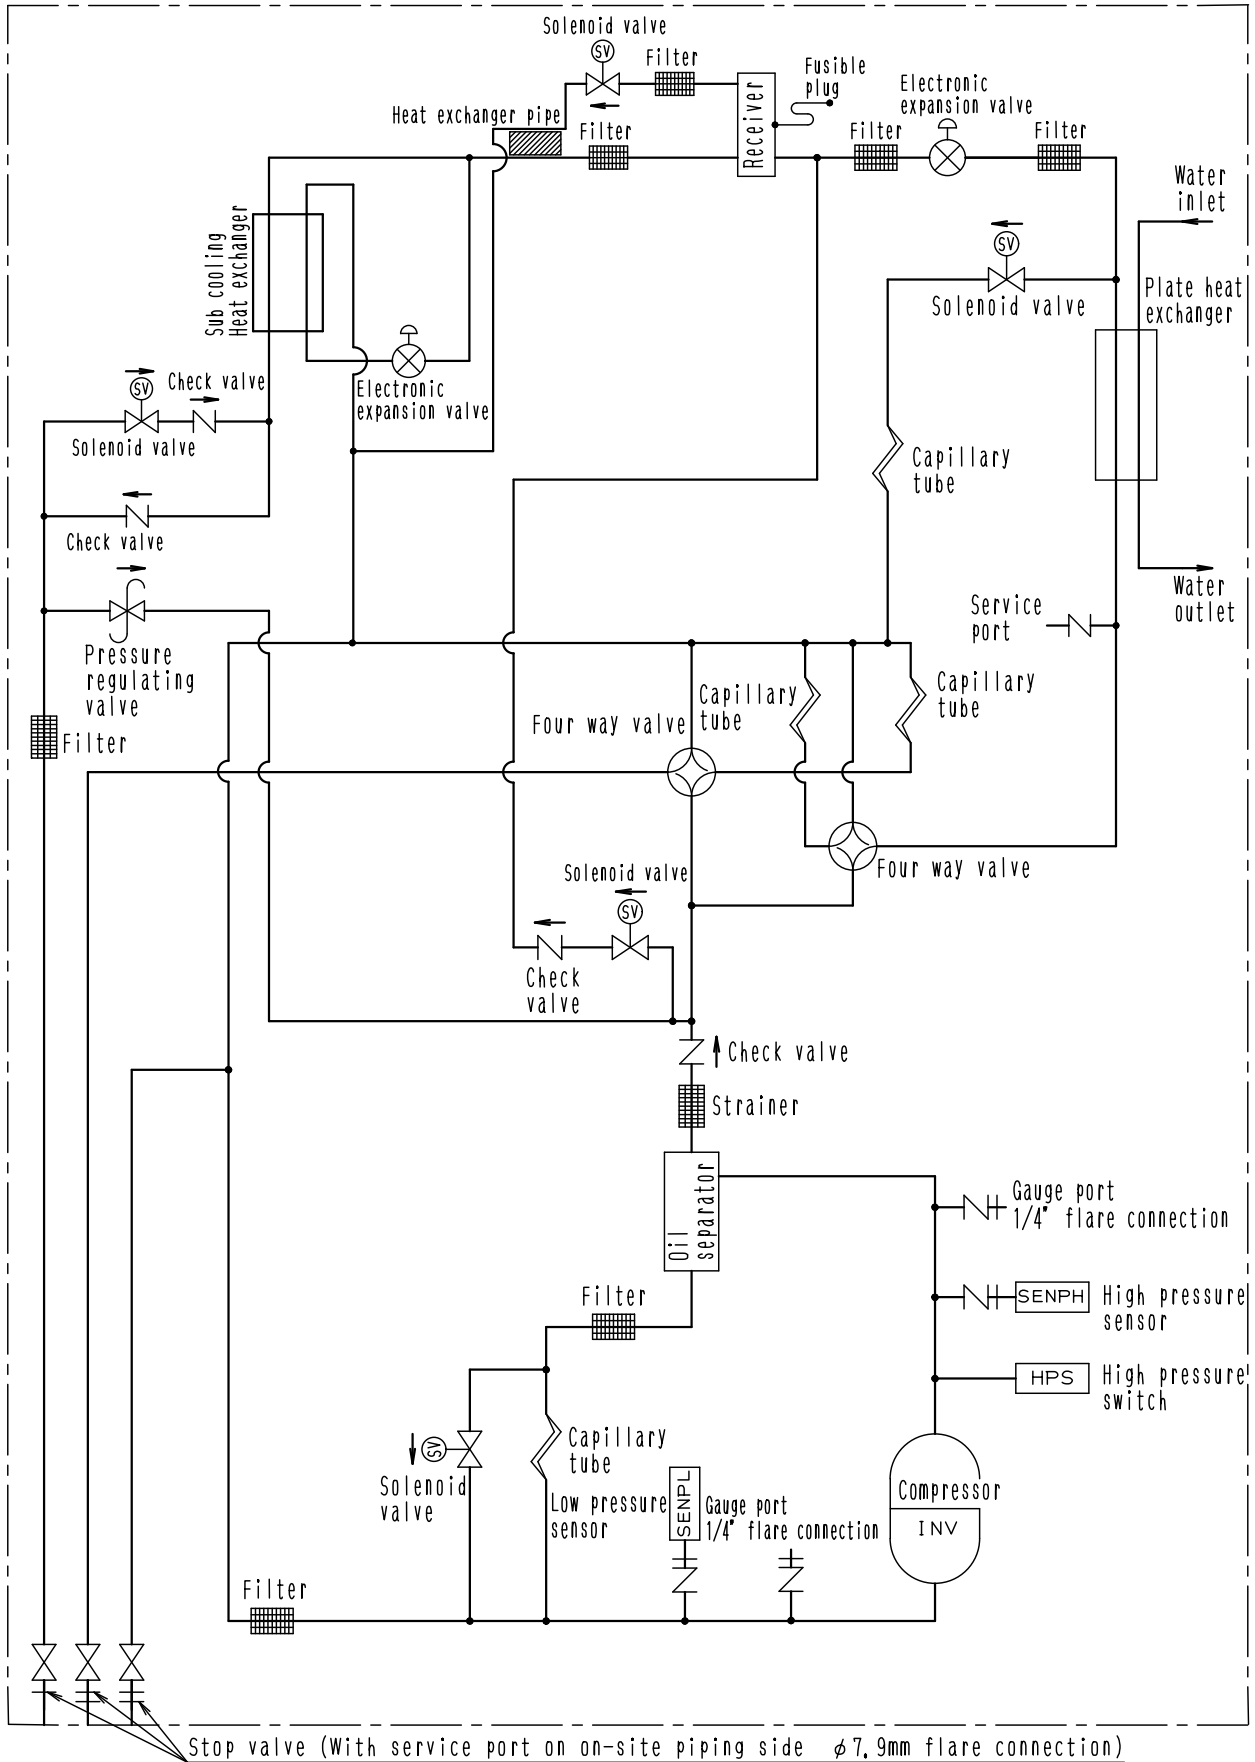 Solenoid valve
SV
Filter
Fusible
plug
Electronic
expansion valve
Heat exchanger pipe
Filter
Receiver
Filter
Filter
Water
inlet
Sub cooling
Heat exchanger
SV
Solenoid valve
Plate heat
exchanger
SV
Check valve
Electronic
expansion valve
Solenoid valve
Capillary
tube
Check valve
Water
outlet
Service
port
Pressure
regulating
valve
Capillary
tube
Capillary
tube
Four way valve
Filter
Four way valve
Solenoid valve
SV
Check
valve
Check valve
Strainer
Oil
separator
Gauge port
1/4" flare connection
Filter
SENPH
High pressure
sensor
HPS
High pressure
switch
SV
Solenoid
valve
Capillary
tube
Low pressure
sensor
SENPL
Gauge port
1/4" flare connection
Compressor
INV
Filter
Stop valve (With service port on on-site piping side ϕ7.9mm flare connection)